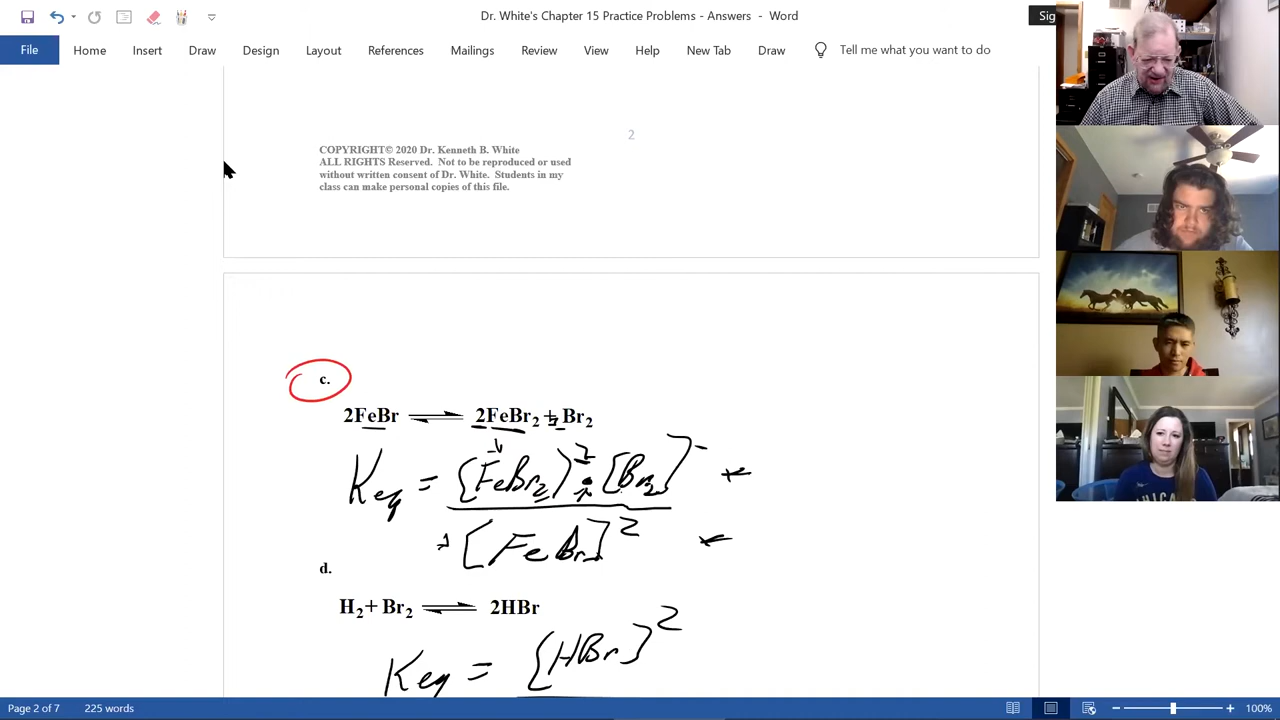 Dr. White's Chapter 15 Practice Problems - Answers - Word
Sig
File Home Insert Draw Design Layout References Mailings Review View Help New Tab Draw Tell me what you want to do
2
COPYRIGHT© 2020 Dr. Kenneth B. White
ALL RIGHTS Reserved. Not to be reproduced or used
without written consent of Dr. White. Students in my
class can make personal copies of this file.
c.
2FeBr ⇌ 2FeBr₂ + Br₂
Keq = [FeBr₂]² · [Br₂]
[FeBr]²
d.
H₂ + Br₂ ⇌ 2HBr
Keq = [HBr]²
Page 2 of 7 225 words 100%